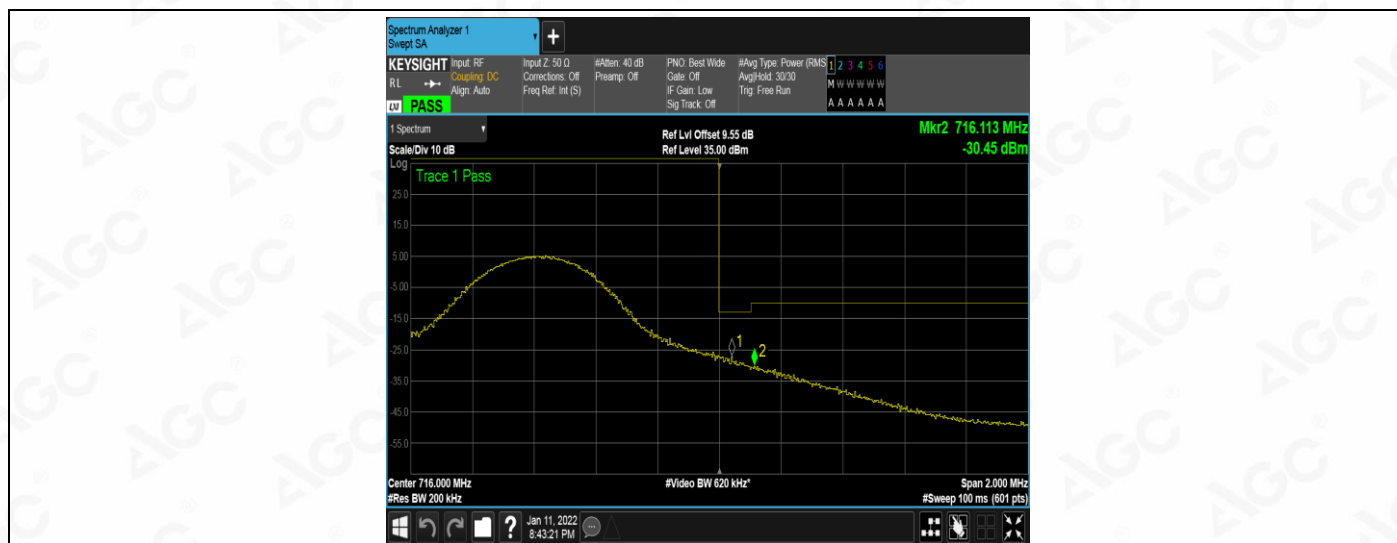 Spectrum Analyzer 1
Swept SA
KEYSIGHT
RL
LXI PASS
Input: RF
Coupling: DC
Align: Auto
Input Z: 50 Ω
Corrections: Off
Freq Ref: Int (S)
#Atten: 40 dB
Preamp: Off
PNO: Best Wide
Gate: Off
IF Gain: Low
Sig Track: Off
#Avg Type: Power (RMS
Avg|Hold: 30/30
Trig: Free Run
1 2 3 4 5 6
M W W W W W
A A A A A A
1 Spectrum
Scale/Div 10 dB
Ref Lvl Offset 9.55 dB
Ref Level 35.00 dBm
Mkr2 716.113 MHz
-30.45 dBm
Log
Trace 1 Pass
25.0
15.0
5.00
-5.00
-15.0
-25.0
-35.0
-45.0
-55.0
1
2
Center 716.000 MHz
#Res BW 200 kHz
#Video BW 620 kHz*
Span 2.000 MHz
#Sweep 100 ms (601 pts)
?
Jan 11, 2022
8:43:21 PM
AGC